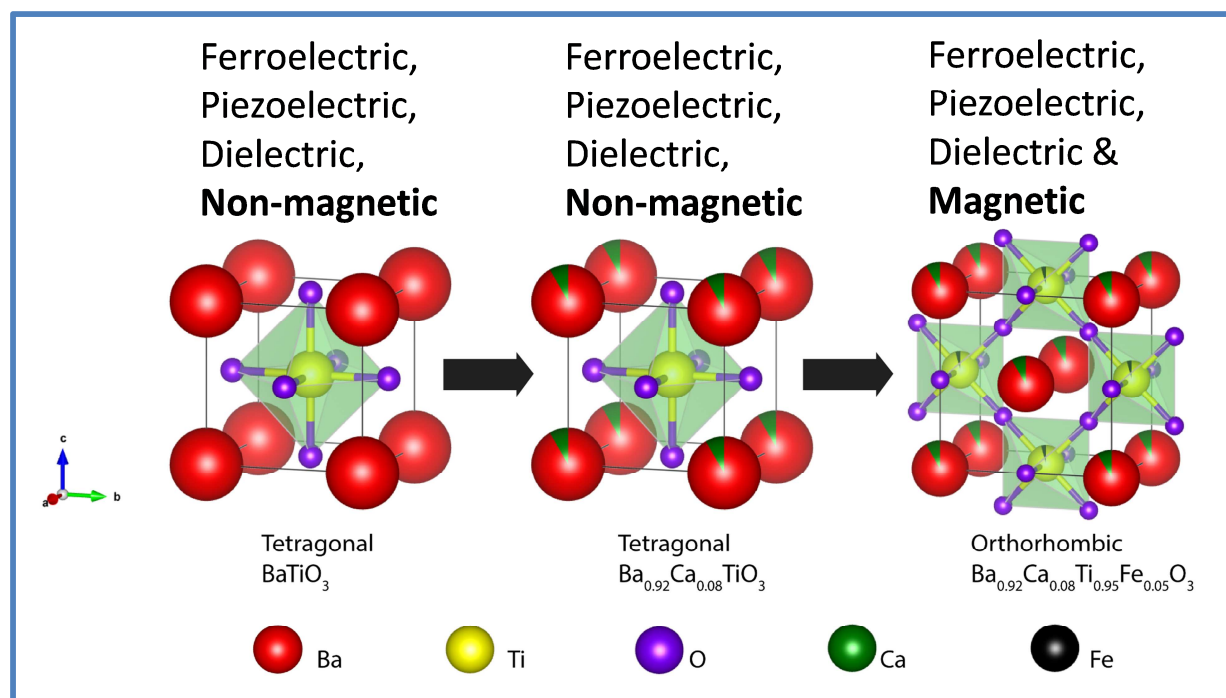 Ferroelectric,
Piezoelectric,
Dielectric,
Non-magnetic
Ferroelectric,
Piezoelectric,
Dielectric,
Non-magnetic
Ferroelectric,
Piezoelectric,
Dielectric &
Magnetic
c
a
b
Tetragonal
BaTiO₃
Tetragonal
Ba₀.₉₂Ca₀.₀₈TiO₃
Orthorhombic
Ba₀.₉₂Ca₀.₀₈Ti₀.₉₅Fe₀.₀₅O₃
Ba
Ti
O
Ca
Fe